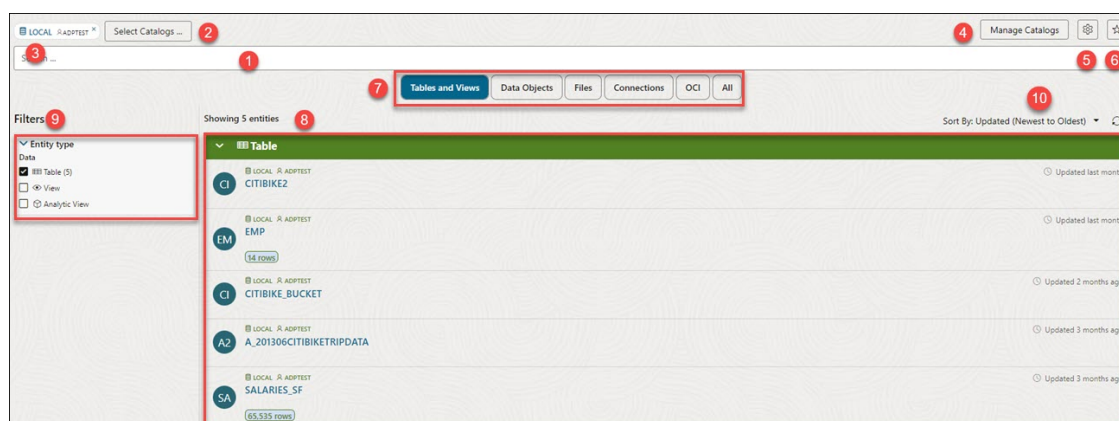 LOCAL ADPTEST × Select Catalogs ... 2 4 Manage Catalogs
3 1 5 6
7 Tables and Views Data Objects Files Connections OCI All
10
Filters 9 Showing 5 entities 8 Sort By: Updated (Newest to Oldest)
Entity type Table
Data
Table (5)
View
Analytic View
LOCAL ADPTEST
CI CITIBIKE2 Updated last mont
LOCAL ADPTEST
EM EMP Updated last mont
14 rows
LOCAL ADPTEST
CI CITIBIKE_BUCKET Updated 2 months ag
LOCAL ADPTEST
A2 A_201306CITIBIKETRIPDATA Updated 3 months ag
LOCAL ADPTEST
SA SALARIES_SF Updated 3 months ag
65,535 rows